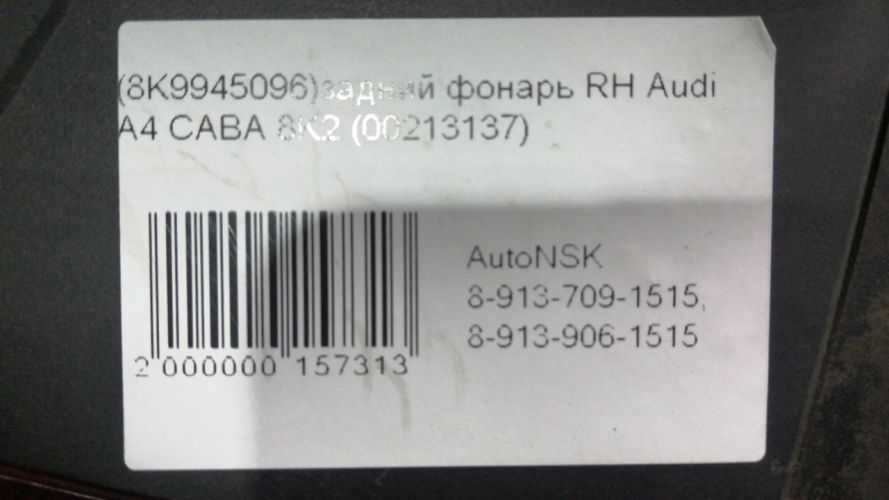 (8K9945096)задний фонарь RH Audi
A4 CABA 8K2 (00213137)
AutoNSK
8-913-709-1515,
8-913-906-1515
2 000000 157313